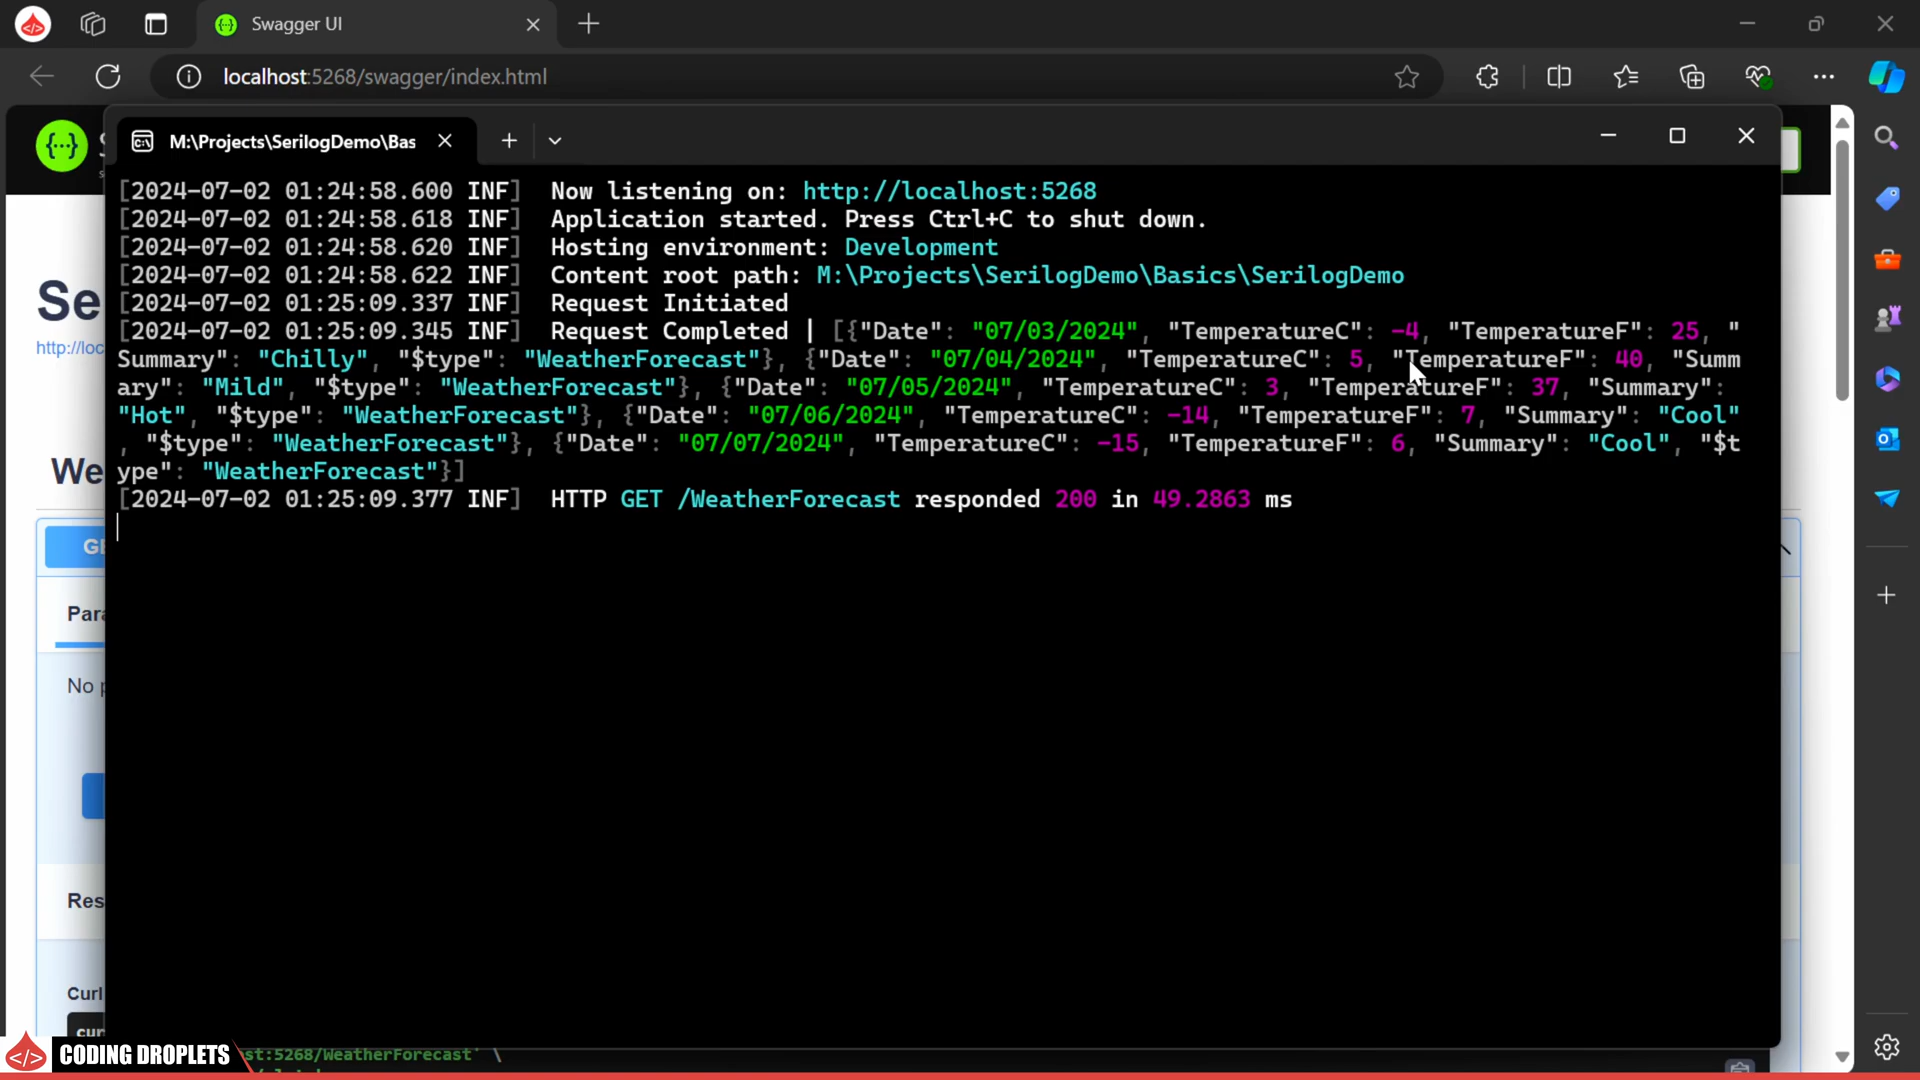 Swagger UI
localhost:5268/swagger/index.html
M:\Projects\SerilogDemo\Bas
[2024-07-02 01:24:58.600 INF]  Now listening on: http://localhost:5268
[2024-07-02 01:24:58.618 INF]  Application started. Press Ctrl+C to shut down.
[2024-07-02 01:24:58.620 INF]  Hosting environment: Development
[2024-07-02 01:24:58.622 INF]  Content root path: M:\Projects\SerilogDemo\Basics\SerilogDemo
[2024-07-02 01:25:09.337 INF]  Request Initiated
[2024-07-02 01:25:09.345 INF]  Request Completed | [{"Date": "07/03/2024", "TemperatureC": -4, "TemperatureF": 25, "
Summary": "Chilly", "$type": "WeatherForecast"}, {"Date": "07/04/2024", "TemperatureC": 5, "TemperatureF": 40, "Summ
ary": "Mild", "$type": "WeatherForecast"}, {"Date": "07/05/2024", "TemperatureC": 3, "TemperatureF": 37, "Summary": 
"Hot", "$type": "WeatherForecast"}, {"Date": "07/06/2024", "TemperatureC": -14, "TemperatureF": 7, "Summary": "Cool"
, "$type": "WeatherForecast"}, {"Date": "07/07/2024", "TemperatureC": -15, "TemperatureF": 6, "Summary": "Cool", "$t
ype": "WeatherForecast"}]
[2024-07-02 01:25:09.377 INF]  HTTP GET /WeatherForecast responded 200 in 49.2863 ms
Se
http://loc
We
GE
Para
No p
Res
Curl
cur
CODING DROPLETS
st:5268/WeatherForecast' \